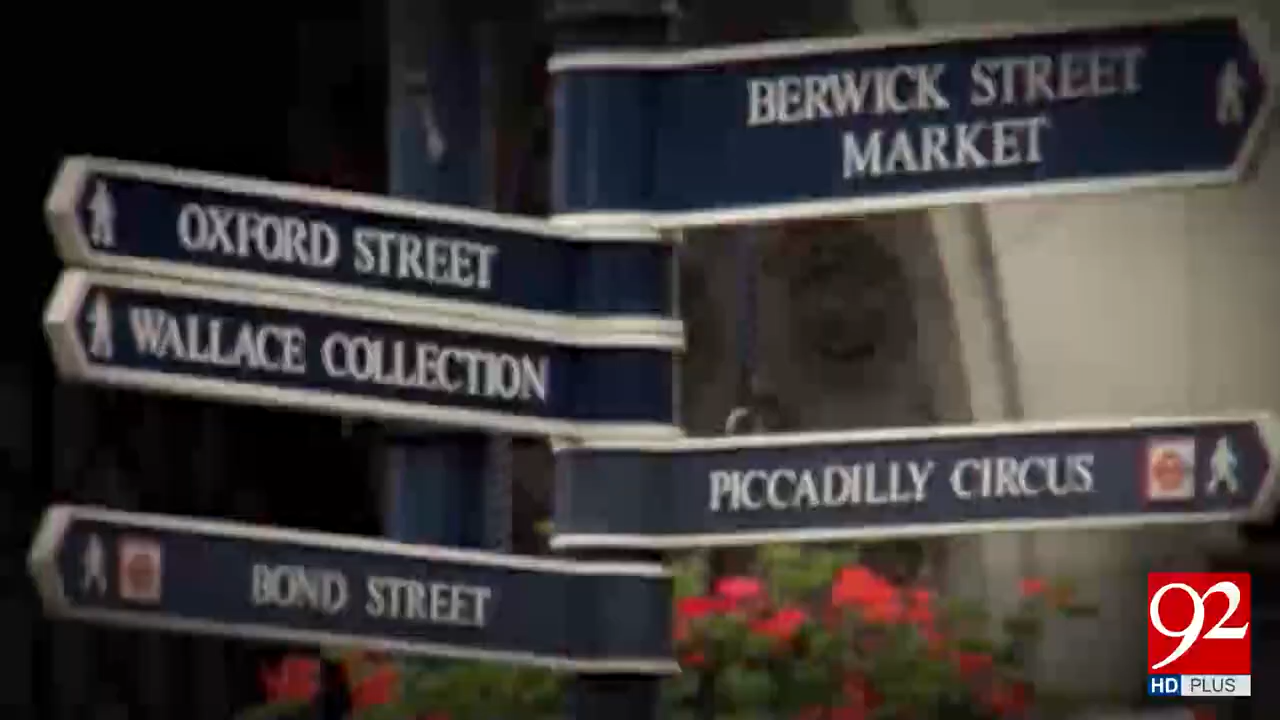 BERWICK STREET
MARKET
OXFORD STREET
WALLACE COLLECTION
PICCADILLY CIRCUS
BOND STREET
92
HD PLUS